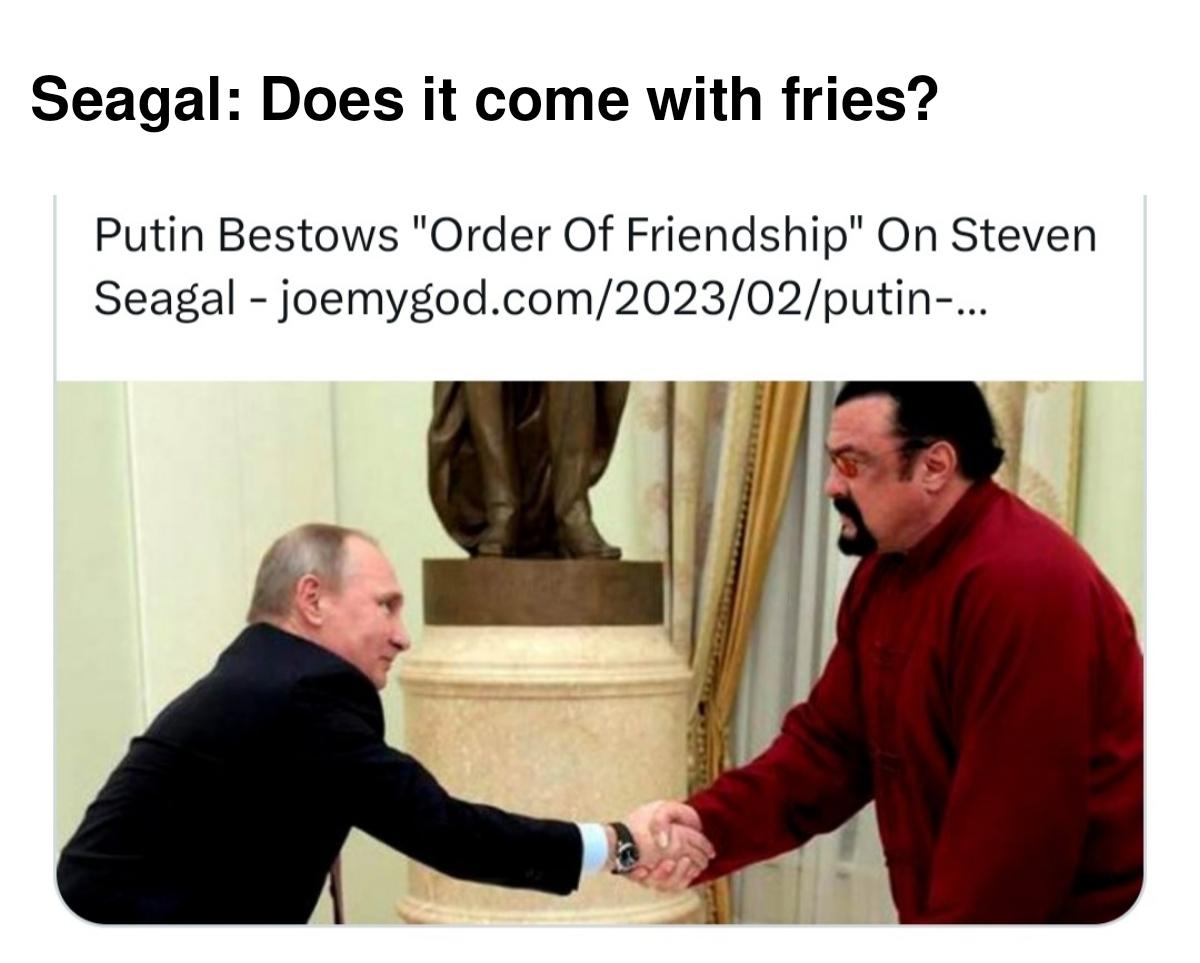 Seagal: Does it come with fries?
Putin Bestows "Order Of Friendship" On Steven
Seagal - joemygod.com/2023/02/putin-...